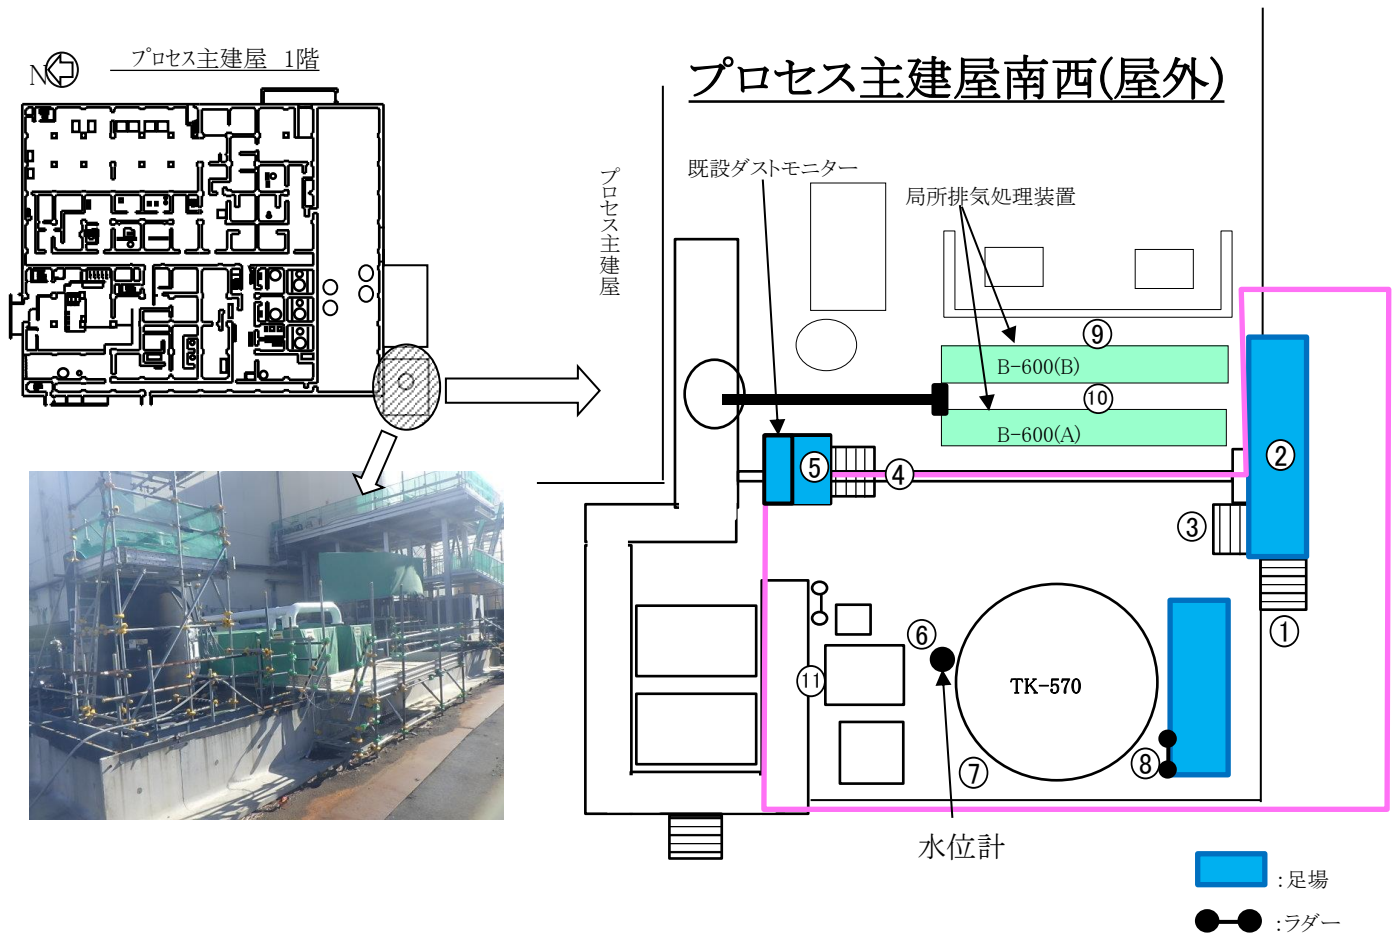 プロセス主建屋 1階
N
プロセス主建屋南西(屋外)
プロセス主建屋
既設ダストモニター
局所排気処理装置
⑨
B-600(B)
⑩
B-600(A)
②
⑤
④
③
①
⑥
TK-570
⑪
⑦
⑧
水位計
:足場
:ラダー